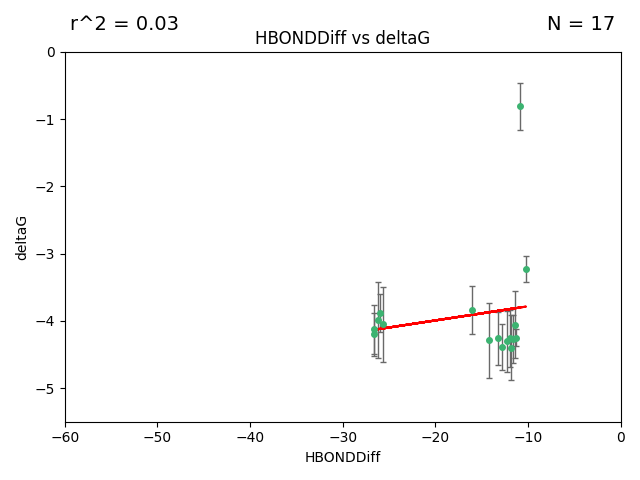 r^2 = 0.03
N = 17
HBONDDiff vs deltaG
deltaG
0
−1
−2
−3
−4
−5
−60
−50
−40
−30
−20
−10
0
HBONDDiff